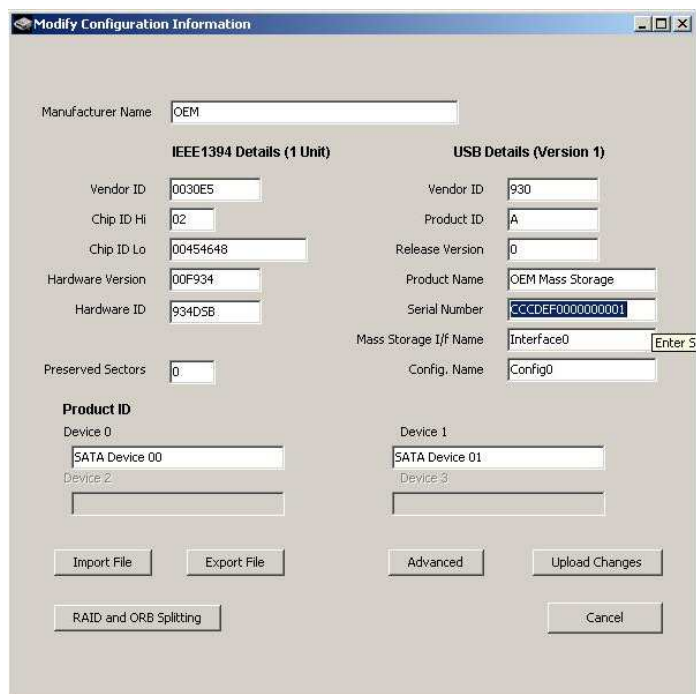 Modify Configuration Information
Manufacturer Name OEM
IEEE1394 Details (1 Unit) USB Details (Version 1)
Vendor ID 0030E5 Vendor ID 930
Chip ID Hi 02 Product ID A
Chip ID Lo 00454648 Release Version 0
Hardware Version 00F934 Product Name OEM Mass Storage
Hardware ID 934DSB Serial Number CCCDEF0000000001
Mass Storage I/f Name Interface0 Enter S
Preserved Sectors 0 Config. Name Config0
Product ID
Device 0 Device 1
SATA Device 00 SATA Device 01
Device 2 Device 3
Import File Export File Advanced Upload Changes
RAID and ORB Splitting Cancel